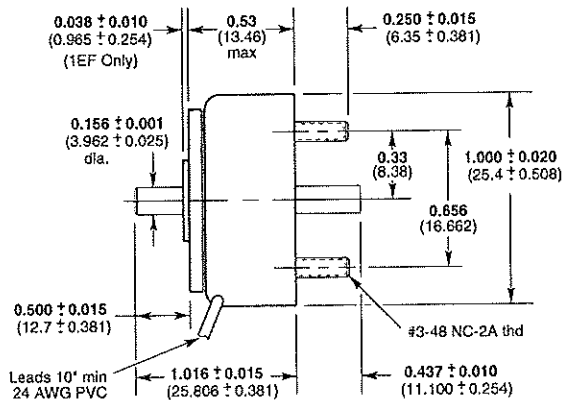 0.038 ± 0.010
(0.965 ± 0.254)
(1EF Only)
0.53
(13.46)
max
0.250 ± 0.015
(6.35 ± 0.381)
0.156 ± 0.001
(3.962 ± 0.025)
dia.
0.33
(8.38)
1.000 ± 0.020
(25.4 ± 0.508)
0.656
(16.662)
0.500 ± 0.015
(12.7 ± 0.381)
#3-48 NC-2A thd
Leads 10" min
24 AWG PVC
1.016 ± 0.015
(25.806 ± 0.381)
0.437 ± 0.010
(11.100 ± 0.254)